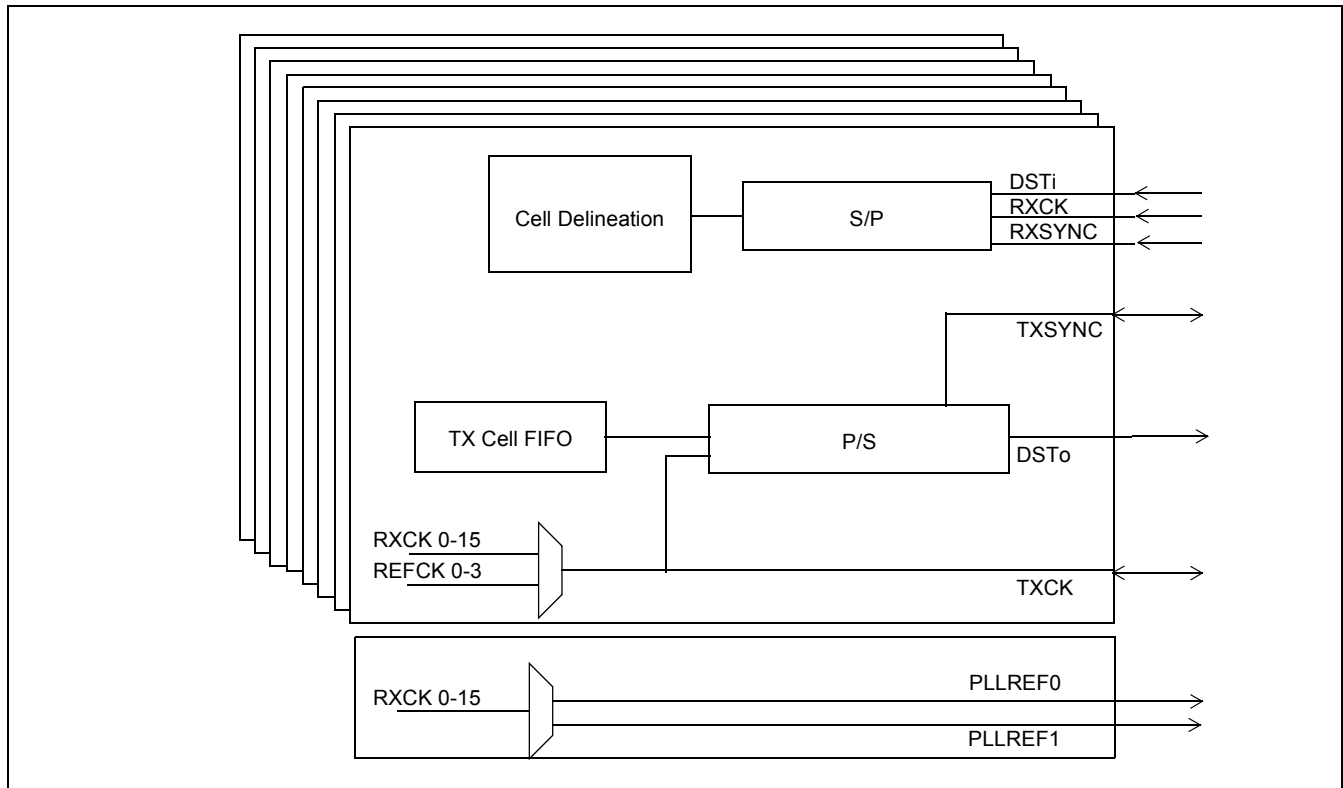 DSTi
Cell Delineation
S/P
RXCK
RXSYNC
TXSYNC
TX Cell FIFO
P/S
DSTo
RXCK 0-15
REFCK 0-3
TXCK
RXCK 0-15
PLLREF0
PLLREF1